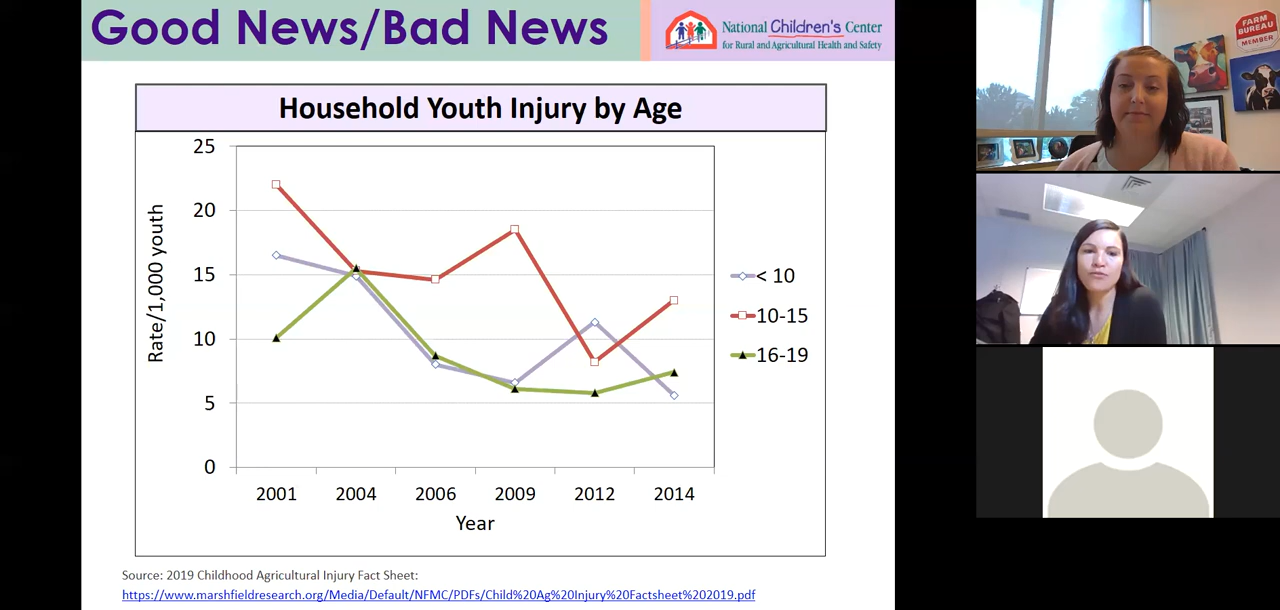 Good News/Bad News
National Children's Center
for Rural and Agricultural Health and Safety
FARM
BUREAU
MEMBER
Household Youth Injury by Age
Rate/1,000 youth
25
20
15
10
5
0
2001 2004 2006 2009 2012 2014
Year
< 10
10-15
16-19
Source: 2019 Childhood Agricultural Injury Fact Sheet:
https://www.marshfieldresearch.org/Media/Default/NFMC/PDFs/Child%20Ag%20Injury%20Factsheet%202019.pdf